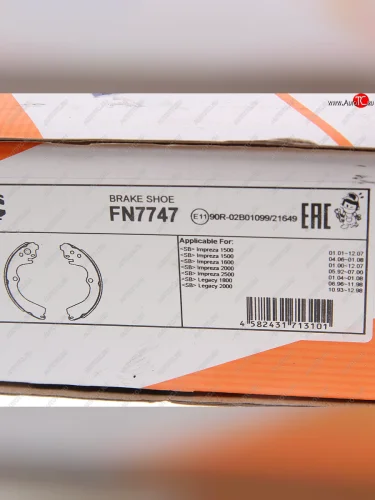 www.AutoTC.ru
BRAKE SHOE
FN7747
E11 90R-02B01099/21649
EAC
Applicable For:
<SB> Impreza 1500 01.01-12.07
<SB> Impreza 1500 04.06-01.08
<SB> Impreza 1600 01.00-12.07
<SB> Impreza 2000 05.92-07.00
<SB> Impreza 2500 01.04-01.08
<SB> Legacy 1800 06.96-11.98
<SB> Legacy 2000 10.93-12.98
4 582431 713101